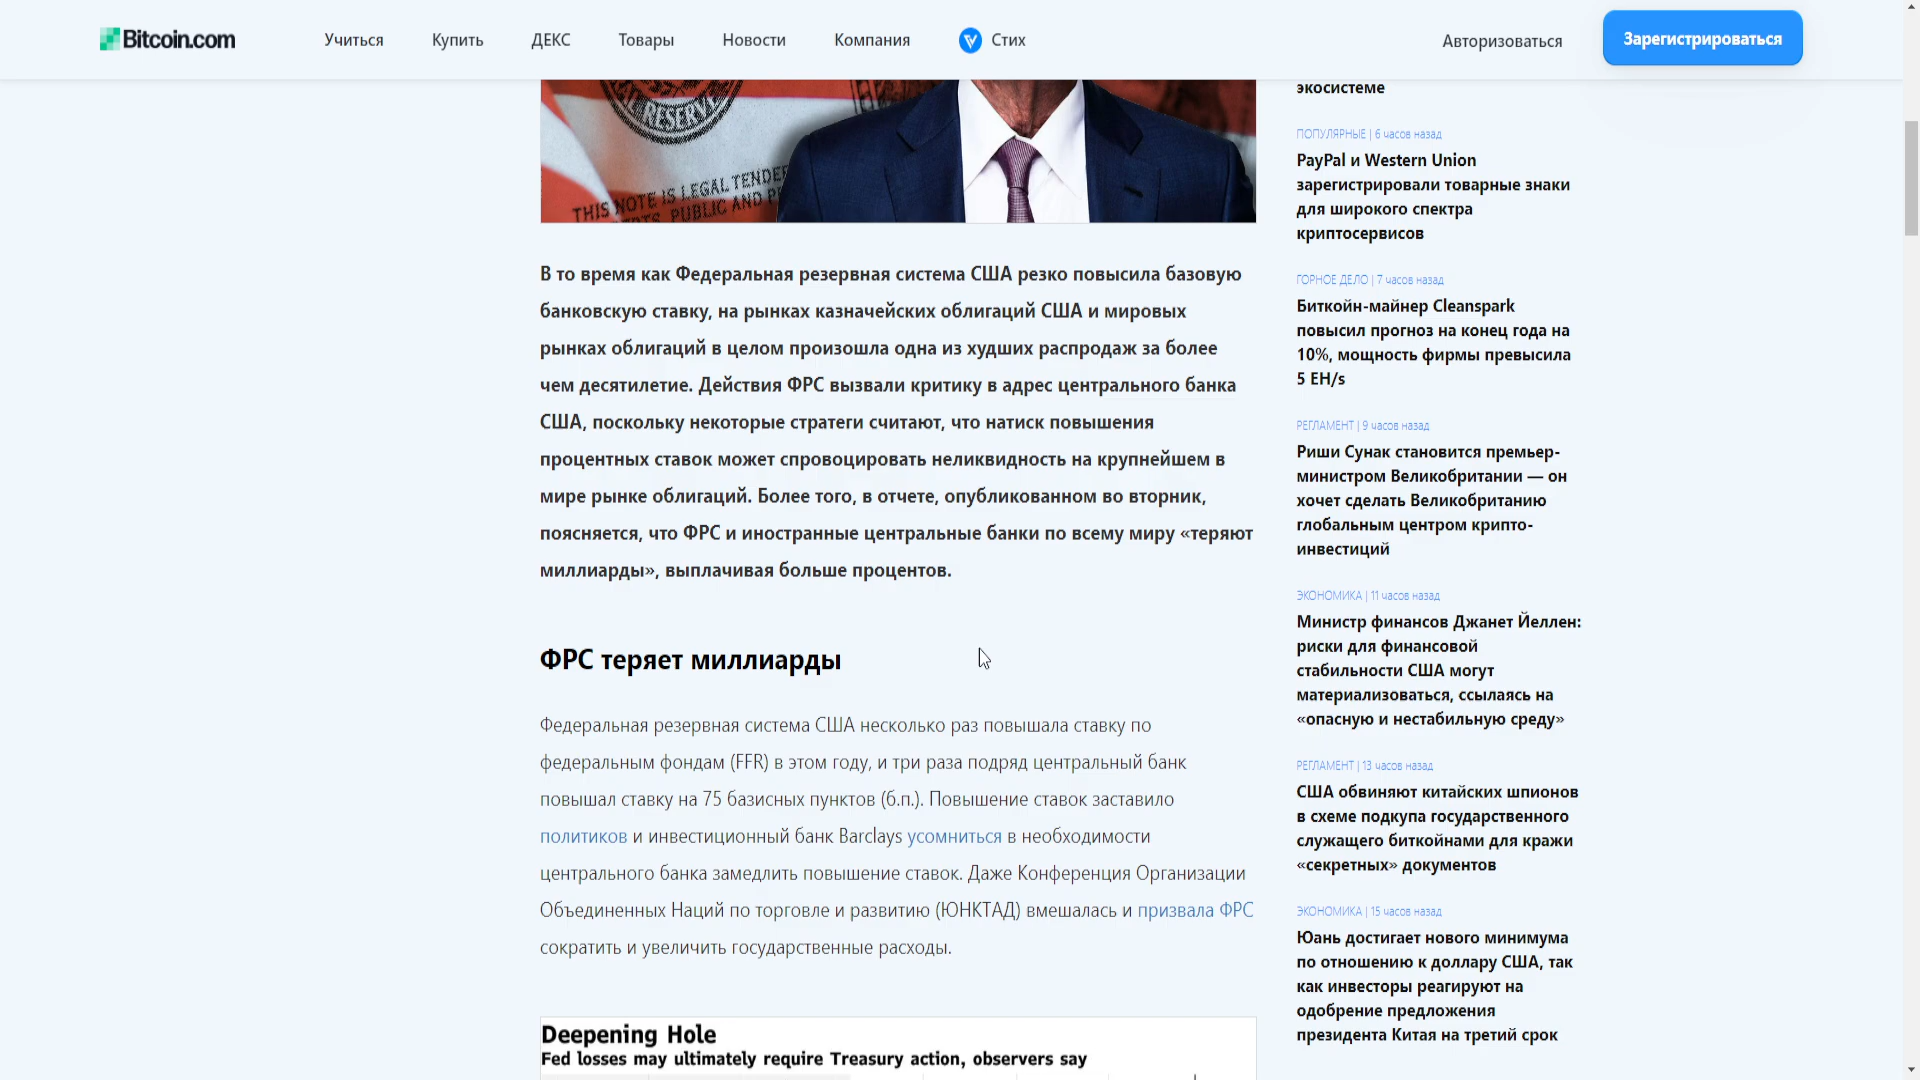 Bitcoin.com
Учиться
Купить
ДЕКС
Товары
Новости
Компания
Стих
Авторизоваться
Зарегистрироваться
RESERV
THIS NOTE IS LEGAL TENDER
TS, PUBLIC AND P
В то время как Федеральная резервная система США резко повысила базовую
банковскую ставку, на рынках казначейских облигаций США и мировых
рынках облигаций в целом произошла одна из худших распродаж за более
чем десятилетие. Действия ФРС вызвали критику в адрес центрального банка
США, поскольку некоторые стратеги считают, что натиск повышения
процентных ставок может спровоцировать неликвидность на крупнейшем в
мире рынке облигаций. Более того, в отчете, опубликованном во вторник,
поясняется, что ФРС и иностранные центральные банки по всему миру «теряют
миллиарды», выплачивая больше процентов.
ФРС теряет миллиарды
Федеральная резервная система США несколько раз повышала ставку по
федеральным фондам (FFR) в этом году, и три раза подряд центральный банк
повышал ставку на 75 базисных пунктов (б.п.). Повышение ставок заставило
политиков и инвестиционный банк Barclays усомниться в необходимости
центрального банка замедлить повышение ставок. Даже Конференция Организации
Объединенных Наций по торговле и развитию (ЮНКТАД) вмешалась и призвала ФРС
сократить и увеличить государственные расходы.
Deepening Hole
Fed losses may ultimately require Treasury action, observers say
экосистеме
ПОПУЛЯРНЫЕ | 6 часов назад
PayPal и Western Union
зарегистрировали товарные знаки
для широкого спектра
криптосервисов
ГОРНОЕ ДЕЛО | 7 часов назад
Биткойн-майнер Cleanspark
повысил прогноз на конец года на
10%, мощность фирмы превысила
5 EH/s
РЕГЛАМЕНТ | 9 часов назад
Риши Сунак становится премьер-
министром Великобритании — он
хочет сделать Великобританию
глобальным центром крипто-
инвестиций
ЭКОНОМИКА | 11 часов назад
Министр финансов Джанет Йеллен:
риски для финансовой
стабильности США могут
материализоваться, ссылаясь на
«опасную и нестабильную среду»
РЕГЛАМЕНТ | 13 часов назад
США обвиняют китайских шпионов
в схеме подкупа государственного
служащего биткойнами для кражи
«секретных» документов
ЭКОНОМИКА | 15 часов назад
Юань достигает нового минимума
по отношению к доллару США, так
как инвесторы реагируют на
одобрение предложения
президента Китая на третий срок